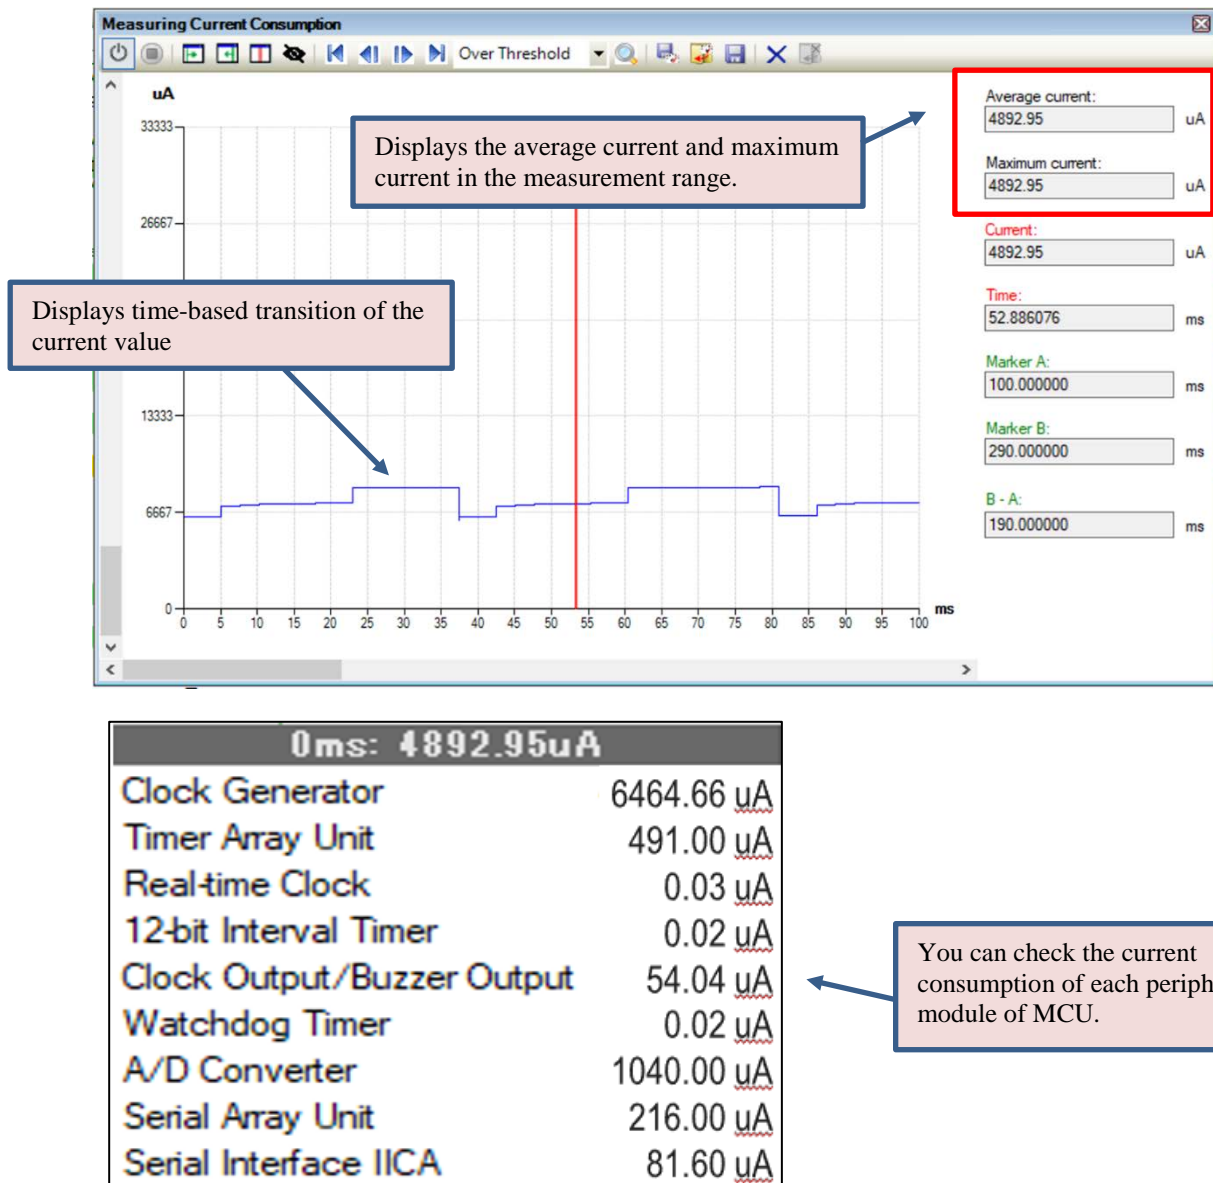 Measuring Current Consumption
Over Threshold
uA
33333
26667
13333
6667
0
0 5 10 15 20 25 30 35 40 45 50 55 60 65 70 75 80 85 90 95 100
ms
Displays the average current and maximum
current in the measurement range.
Displays time-based transition of the
current value
Average current:
4892.95 uA
Maximum current:
4892.95 uA
Current:
4892.95 uA
Time:
52.886076 ms
Marker A:
100.000000 ms
Marker B:
290.000000 ms
B - A:
190.000000 ms
0ms: 4892.95uA
Clock Generator 6464.66 uA
Timer Array Unit 491.00 uA
Real-time Clock 0.03 uA
12-bit Interval Timer 0.02 uA
Clock Output/Buzzer Output 54.04 uA
Watchdog Timer 0.02 uA
A/D Converter 1040.00 uA
Serial Array Unit 216.00 uA
Serial Interface IICA 81.60 uA
You can check the current
consumption of each periph
module of MCU.